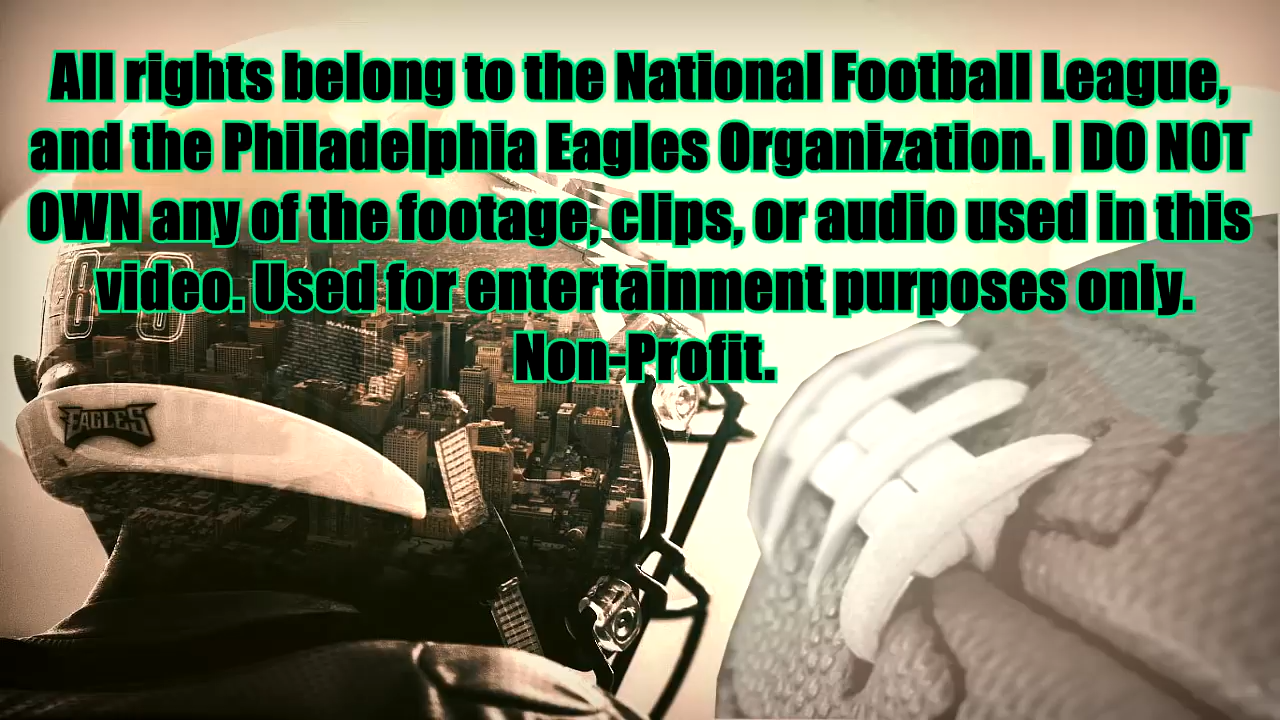 All rights belong to the National Football League,
and the Philadelphia Eagles Organization. I DO NOT
OWN any of the footage, clips, or audio used in this
video. Used for entertainment purposes only.
Non-Profit.
WARNING
EAGLES